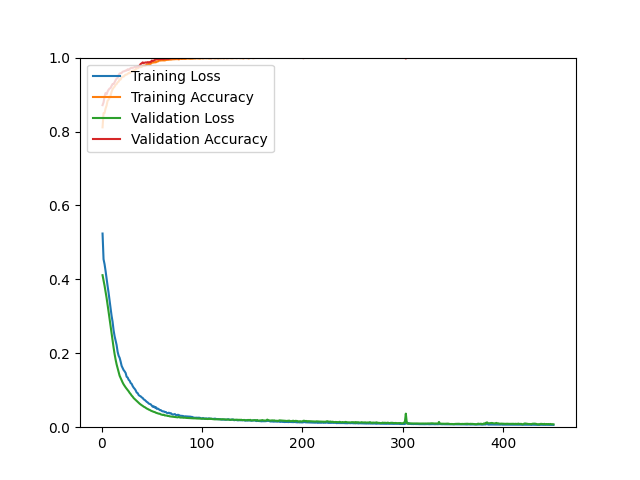 1.0
Training Loss
Training Accuracy
Validation Loss
Validation Accuracy
0.8
0.6
0.4
0.2
0.0
0 100 200 300 400